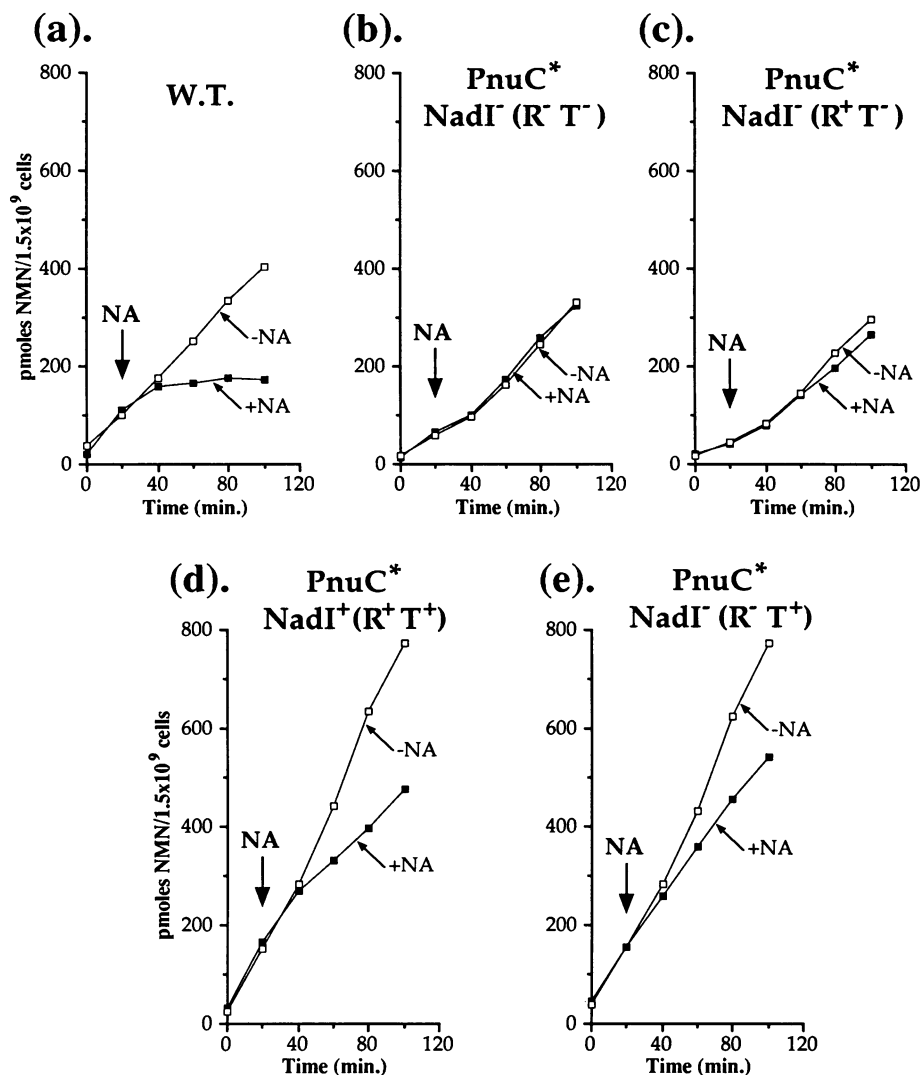 (a).
W.T.
pmoles NMN/1.5x10⁹ cells
800
600
400
200
0
NA
-NA
+NA
0 40 80 120
Time (min.)
(b).
PnuC*
NadI⁻ (R⁻ T⁻)
800
600
400
200
0
NA
-NA
+NA
0 40 80 120
Time (min.)
(c).
PnuC*
NadI⁻ (R⁺ T⁻)
800
600
400
200
0
NA
-NA
+NA
0 40 80 120
Time (min.)
(d).
PnuC*
NadI⁺ (R⁺ T⁺)
pmoles NMN/1.5x10⁹ cells
800
600
400
200
0
NA
-NA
+NA
0 40 80 120
Time (min.)
(e).
PnuC*
NadI⁻ (R⁻ T⁺)
800
600
400
200
0
NA
-NA
+NA
0 40 80 120
Time (min.)